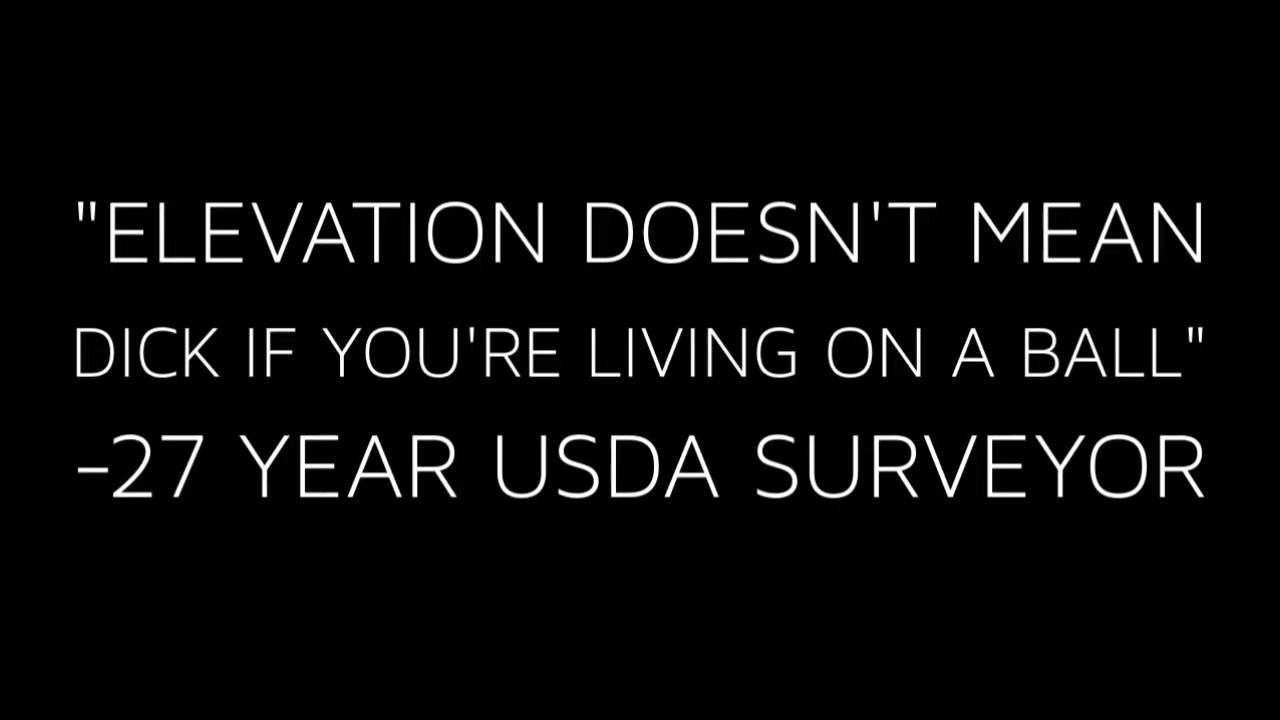 "ELEVATION DOESN'T MEAN
DICK IF YOU'RE LIVING ON A BALL"
-27 YEAR USDA SURVEYOR